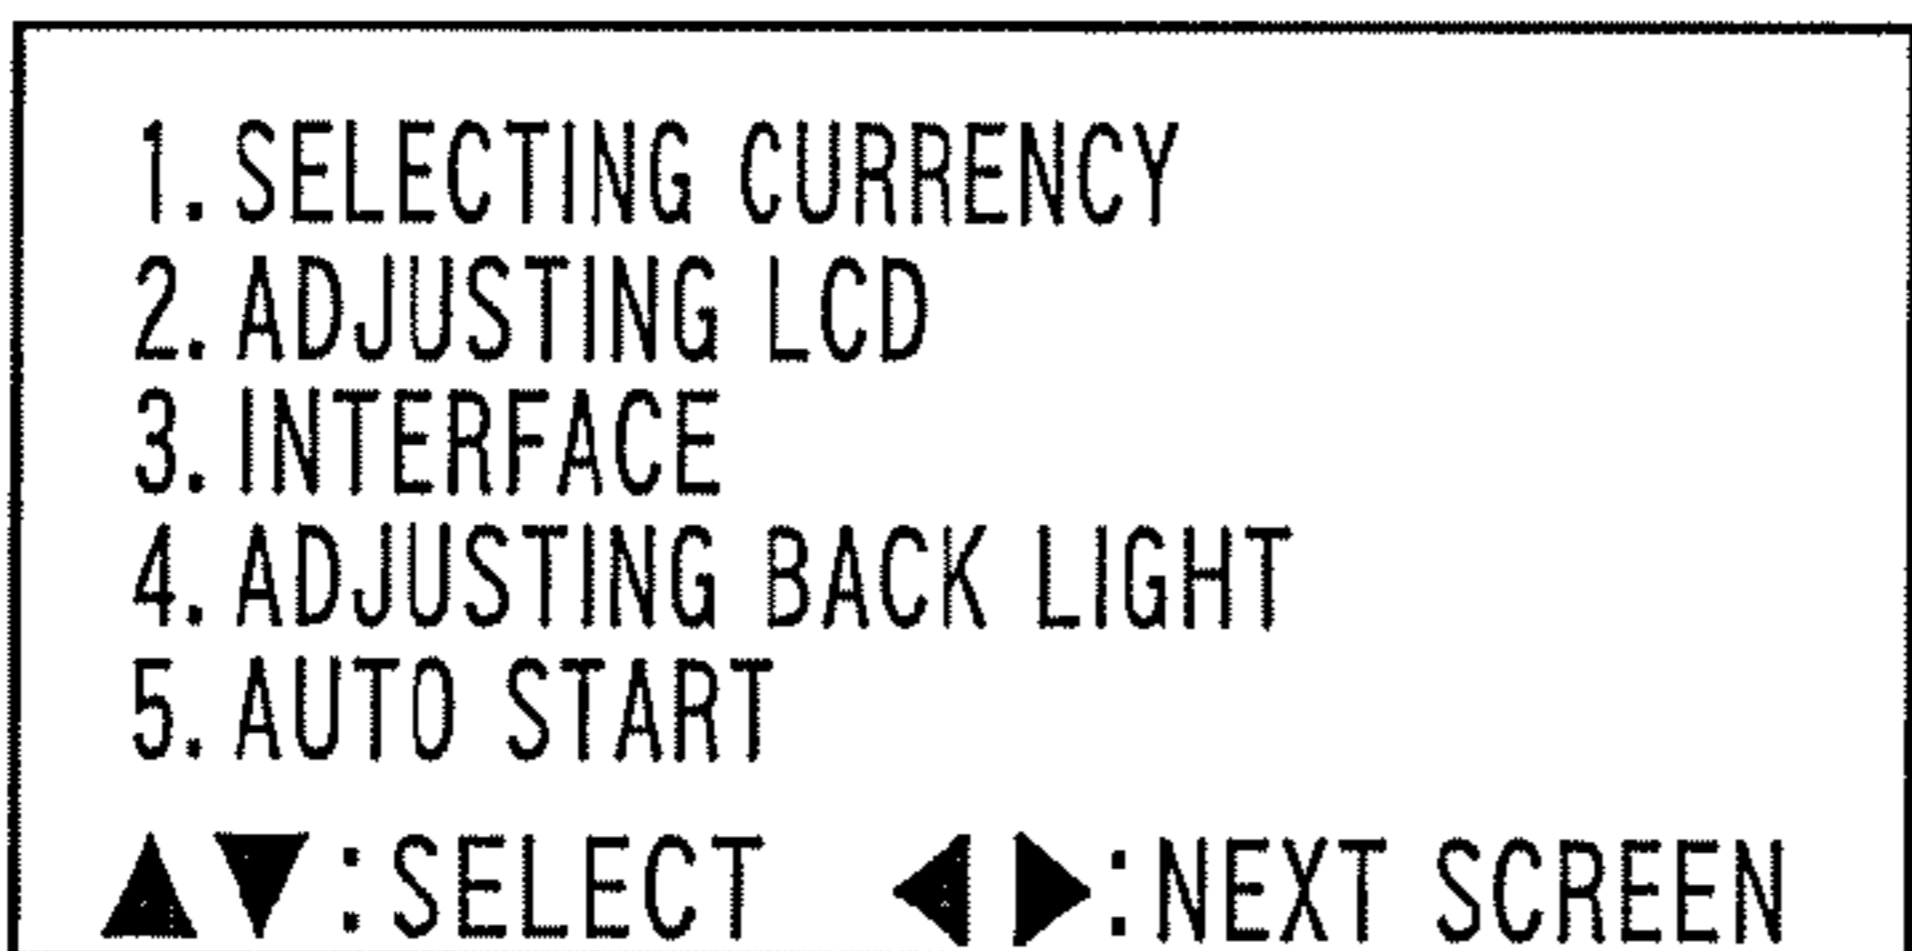 1. SELECTING CURRENCY
2. ADJUSTING LCD
3. INTERFACE
4. ADJUSTING BACK LIGHT
5. AUTO START
▲▼:SELECT ◀▶:NEXT SCREEN